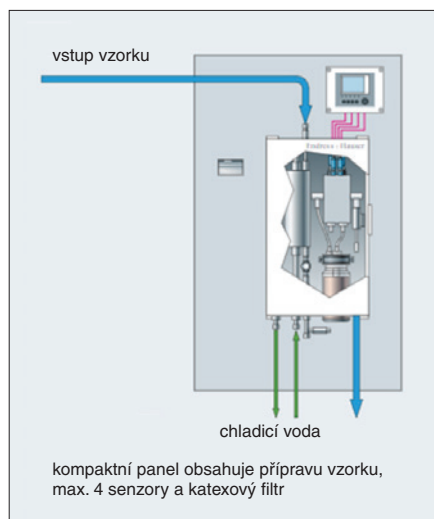 vstup vzorku
Endress+Hauser
chladicí voda
kompaktní panel obsahuje přípravu vzorku,
max. 4 senzory a katexový filtr